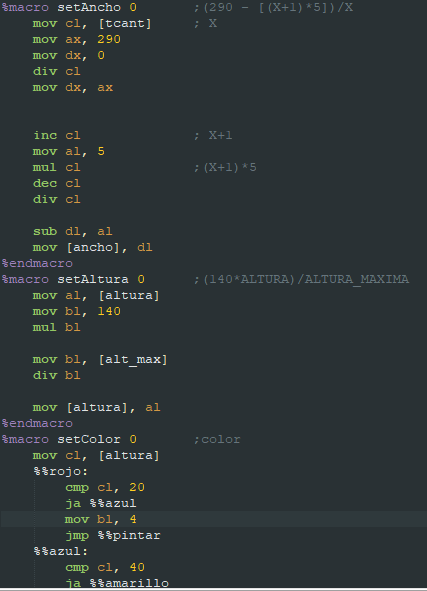 %macro setAncho 0       ;(290 - [(X+1)*5])/X
    mov cl, [tcant]     ; X
    mov ax, 290
    mov dx, 0
    div cl
    mov dx, ax
    inc cl              ; X+1
    mov al, 5
    mul cl              ;(X+1)*5
    dec cl
    div cl
    sub dl, al
    mov [ancho], dl
%endmacro
%macro setAltura 0      ;(140*ALTURA)/ALTURA_MAXIMA
    mov al, [altura]
    mov bl, 140
    mul bl
    mov bl, [alt_max]
    div bl
    mov [altura], al
%endmacro
%macro setColor 0       ;color
    mov cl, [altura]
    %%rojo:
        cmp cl, 20
        ja %%azul
        mov bl, 4
        jmp %%pintar
    %%azul:
        cmp cl, 40
        ja %%amarillo